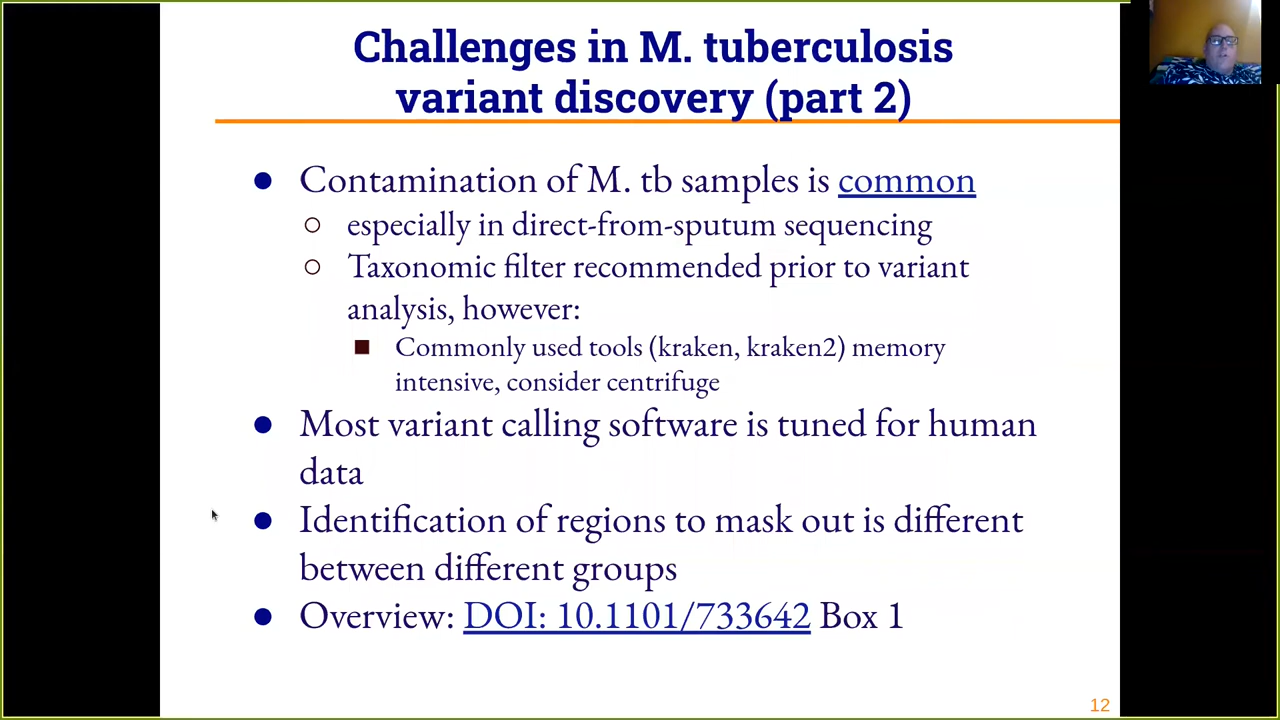 Challenges in M. tuberculosis
variant discovery (part 2)
● Contamination of M. tb samples is common
○ especially in direct-from-sputum sequencing
○ Taxonomic filter recommended prior to variant
analysis, however:
■ Commonly used tools (kraken, kraken2) memory
intensive, consider centrifuge
● Most variant calling software is tuned for human
data
● Identification of regions to mask out is different
between different groups
● Overview: DOI: 10.1101/733642 Box 1
12